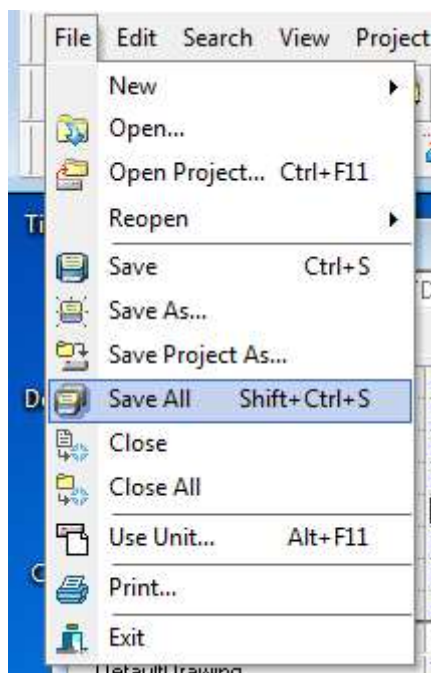 File Edit Search View Project
New
Open...
Open Project... Ctrl+F11
Reopen
Save Ctrl+S
Save As...
Save Project As...
Save All Shift+Ctrl+S
Close
Close All
Use Unit... Alt+F11
Print...
Exit
DefaultDrawing